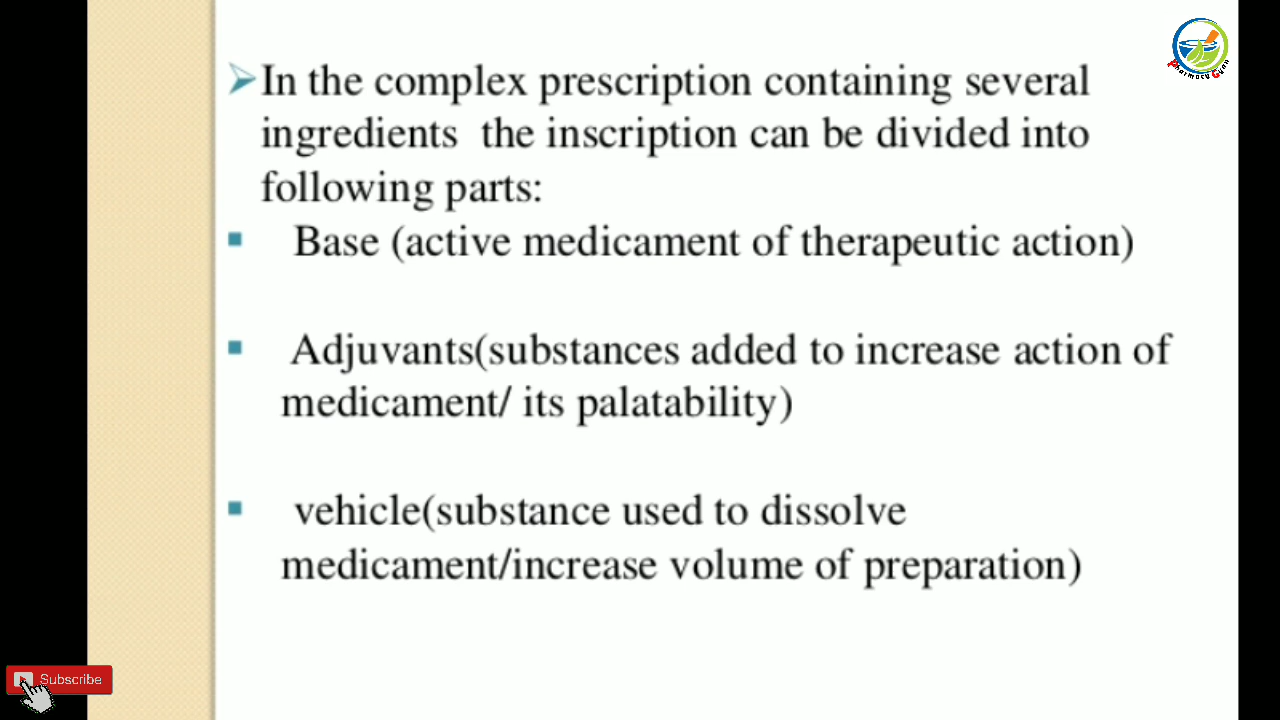 In the complex prescription containing several
ingredients the inscription can be divided into
following parts:
Base (active medicament of therapeutic action)
Adjuvants(substances added to increase action of
medicament/ its palatability)
vehicle(substance used to dissolve
medicament/increase volume of preparation)
Pharmacy Gyan
Subscribe